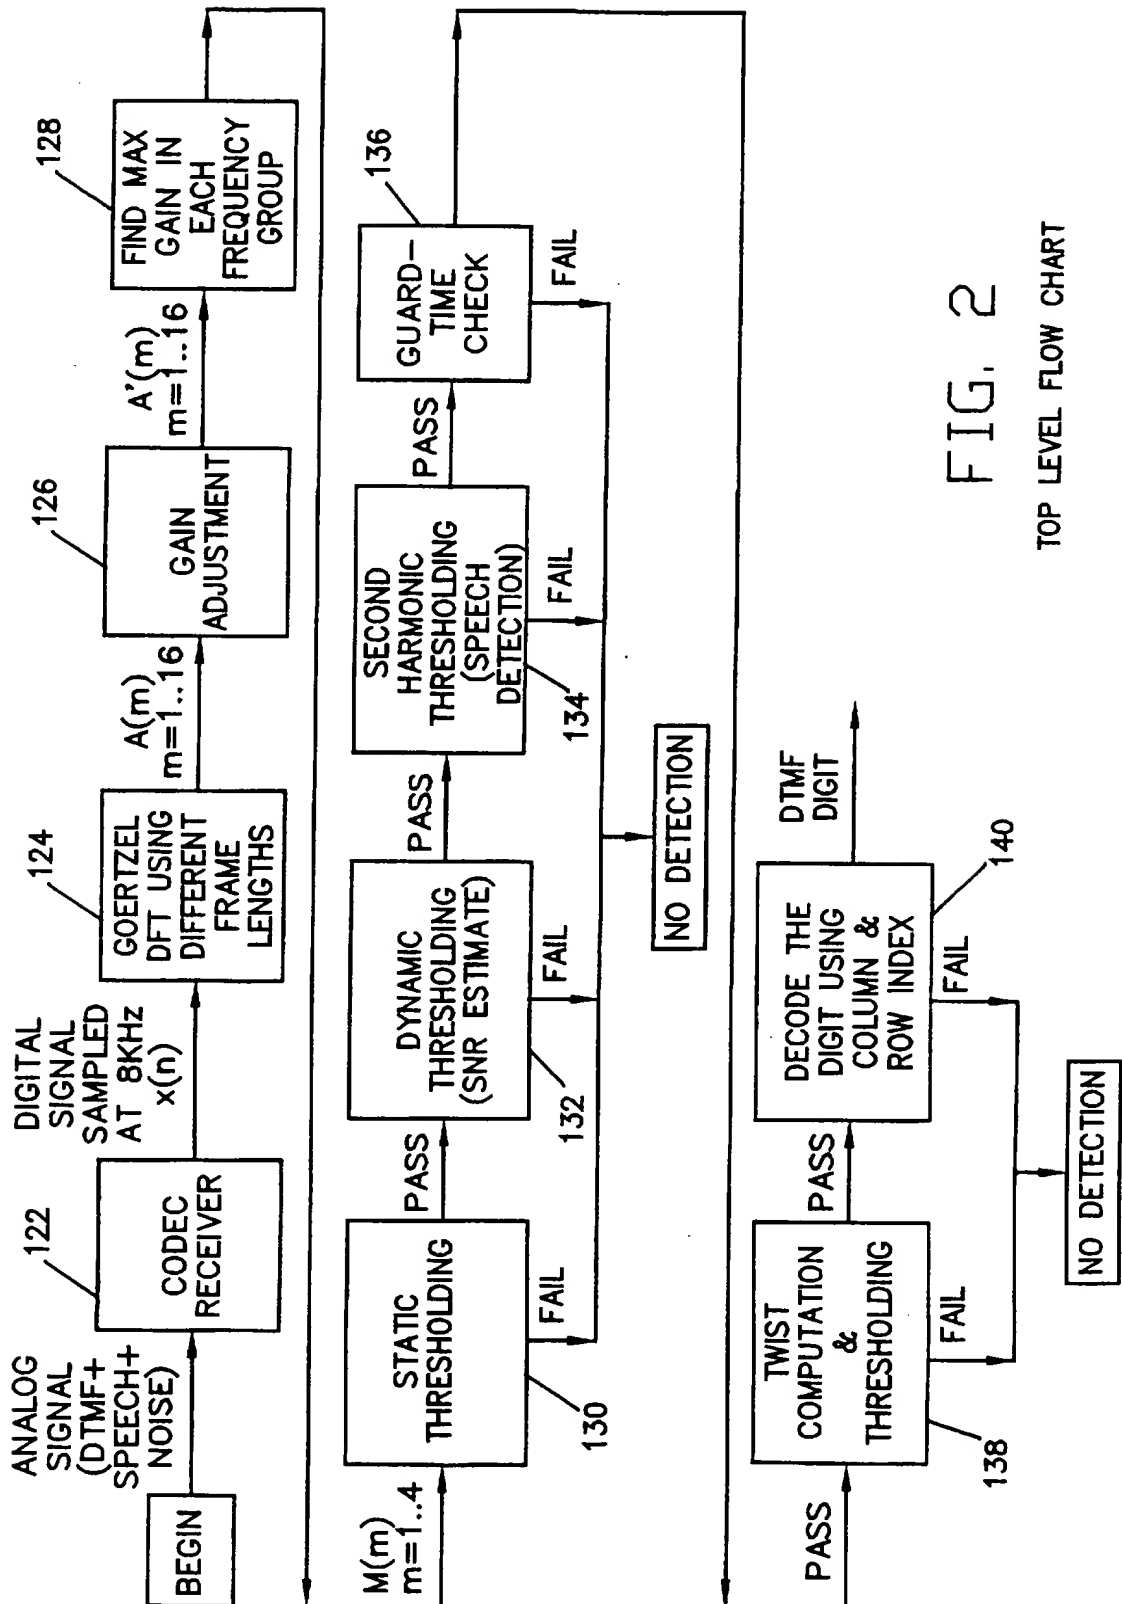 BEGIN
ANALOG
SIGNAL
(DTMF+
SPEECH+
NOISE)
122
CODEC
RECEIVER
DIGITAL
SIGNAL
SAMPLED
AT 8KHz
x(n)
124
GOERTZEL
DFT USING
DIFFERENT
FRAME
LENGTHS
A(m)
m=1..16
126
GAIN
ADJUSTMENT
A'(m)
m=1..16
128
FIND MAX
GAIN IN
EACH
FREQUENCY
GROUP
M(m)
m=1..4
STATIC
THRESHOLDING
130
FAIL
PASS
DYNAMIC
THRESHOLDING
(SNR ESTIMATE)
132
FAIL
PASS
SECOND
HARMONIC
THRESHOLDING
(SPEECH
DETECTION)
134
FAIL
PASS
136
GUARD-
TIME
CHECK
FAIL
NO DETECTION
PASS
TWIST
COMPUTATION
&
THRESHOLDING
138
FAIL
PASS
DECODE THE
DIGIT USING
COLUMN &
ROW INDEX
140
FAIL
DTMF
DIGIT
NO DETECTION
FIG. 2
TOP LEVEL FLOW CHART